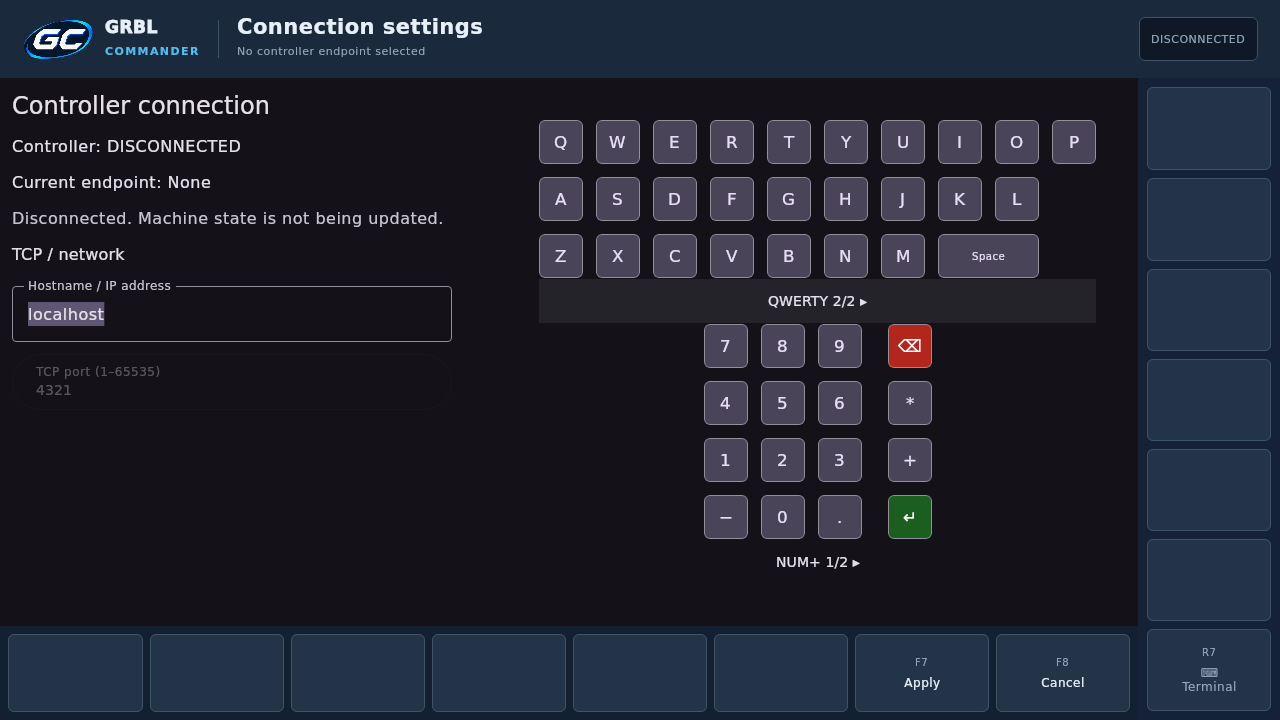 GC
GRBL
COMMANDER
Connection settings
No controller endpoint selected
DISCONNECTED
Controller connection
Controller: DISCONNECTED
Current endpoint: None
Disconnected. Machine state is not being updated.
TCP / network
Hostname / IP address
localhost
TCP port (1–65535)
4321
Q W E R T Y U I O P
A S D F G H J K L
Z X C V B N M Space
QWERTY 2/2 ▸
7 8 9 ⌫
4 5 6 *
1 2 3 +
− 0 . ↵
NUM+ 1/2 ▸
F7
Apply
F8
Cancel
R7
⌨
Terminal